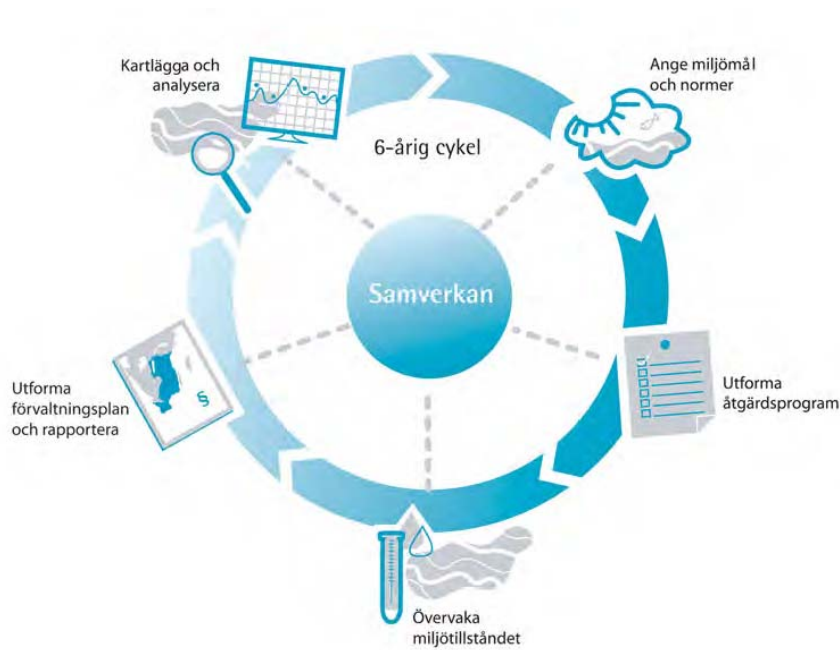 Kartlägga och
analysera
Ange miljömål
och normer
6-årig cykel
Samverkan
Utforma
åtgärdsprogram
Utforma
förvaltningsplan
och rapportera
§
Övervaka
miljötillståndet